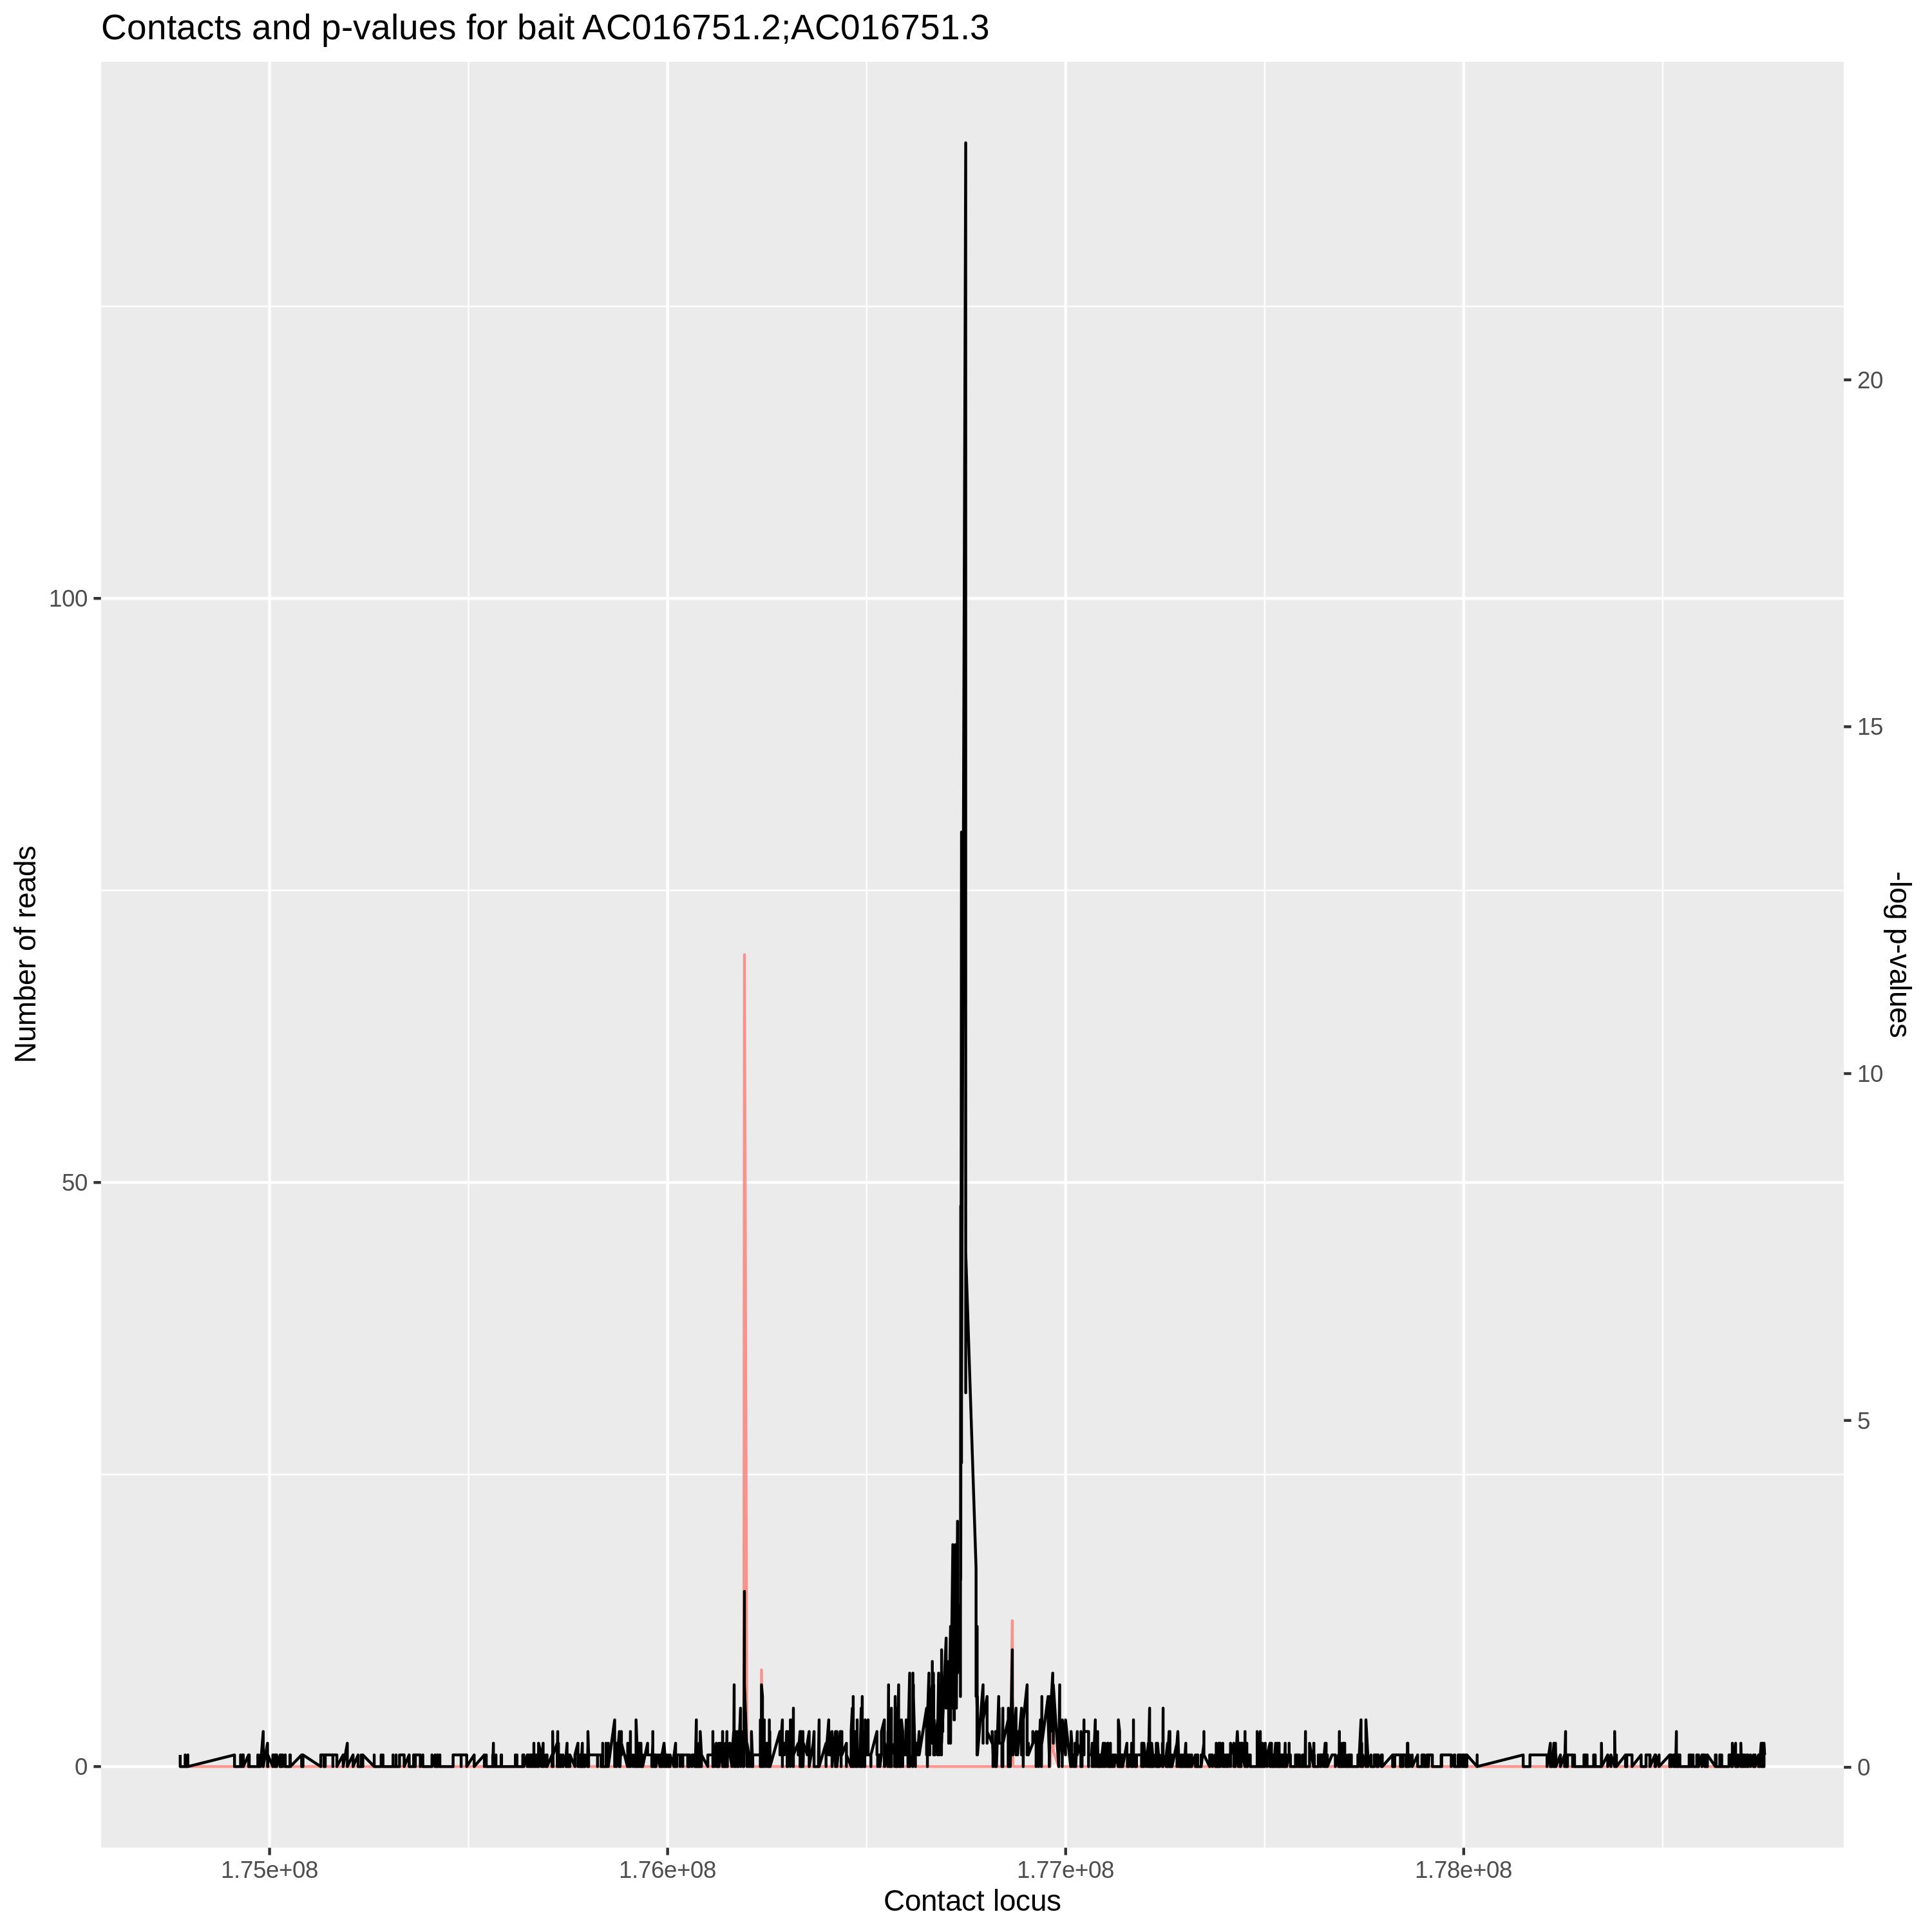 Contacts and p-values for bait AC016751.2;AC016751.3
100
50
0
Number of reads
20
15
10
5
0
-log p-values
1.75e+08
1.76e+08
1.77e+08
1.78e+08
Contact locus